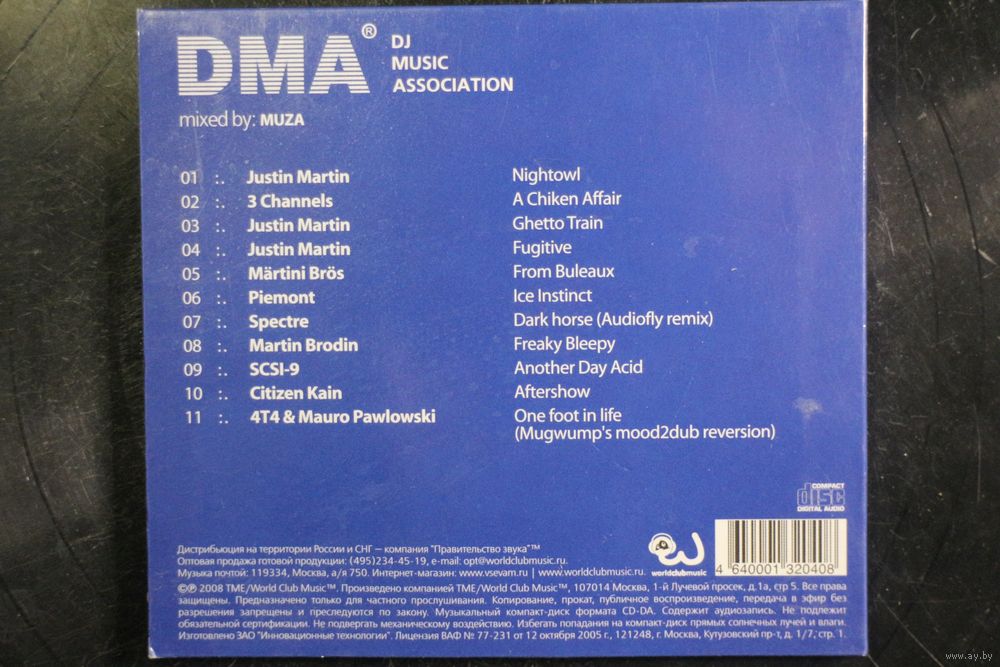 DMA®
DJ
MUSIC
ASSOCIATION
mixed by: MUZA
01 :. Justin Martin Nightowl
02 :. 3 Channels A Chiken Affair
03 :. Justin Martin Ghetto Train
04 :. Justin Martin Fugitive
05 :. Märtini Brös From Buleaux
06 :. Piemont Ice Instinct
07 :. Spectre Dark horse (Audiofly remix)
08 :. Martin Brodin Freaky Bleepy
09 :. SCSI-9 Another Day Acid
10 :. Citizen Kain Aftershow
11 :. 4T4 & Mauro Pawlowski One foot in life
(Mugwump's mood2dub reversion)
COMPACT
disc
DIGITAL AUDIO
worldclubmusic
4 640001 320408
Дистрибьюция на территории России и СНГ – компания "Правительство звука"™
Оптовая продажа готовой продукции: (495)234-45-19, e-mail: opt@worldclubmusic.ru.
Музыка почтой: 119334, Москва, а/я 750. Интернет-магазин: www.vsevam.ru | www.worldclubmusic.ru.
©℗ 2008 TME/World Club Music™. Произведено компанией TME/World Club Music™, 107014 Москва, 1-й Лучевой просек, д.1а, стр 5. Все права
защищены. Предназначено только для частного прослушивания. Копирование, прокат, публичное воспроизведение, передача в эфир без
разрешения запрещены и преследуются по закону. Музыкальный компакт-диск формата CD-DA. Содержит аудиозапись. Не подлежит
обязательной сертификации. Не подвергать механическому воздействию. Избегать попадания на компакт-диск прямых солнечных лучей и влаги.
Изготовлено ЗАО "Инновационные технологии". Лицензия ВАФ № 77-231 от 12 октября 2005 г., 121248, г. Москва, Кутузовский пр-т, д. 1/7, стр. 1.
www.ay.by